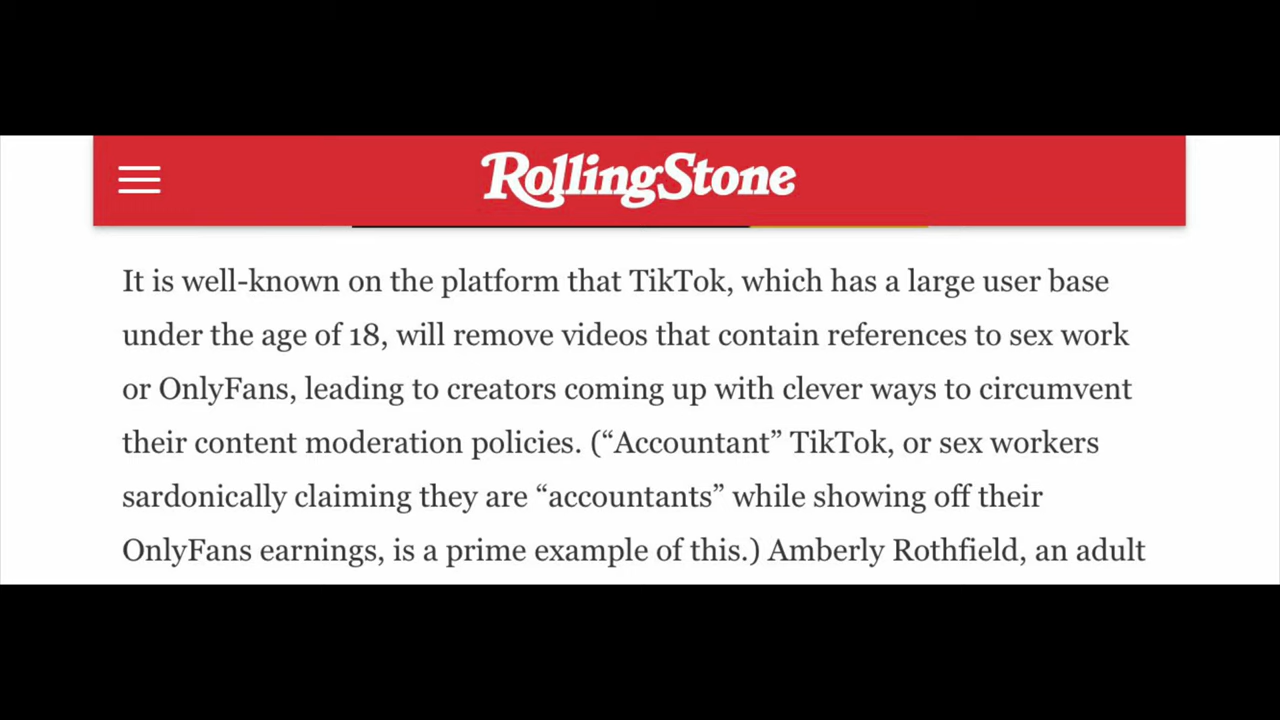 RollingStone
It is well-known on the platform that TikTok, which has a large user base
under the age of 18, will remove videos that contain references to sex work
or OnlyFans, leading to creators coming up with clever ways to circumvent
their content moderation policies. (“Accountant” TikTok, or sex workers
sardonically claiming they are “accountants” while showing off their
OnlyFans earnings, is a prime example of this.) Amberly Rothfield, an adult